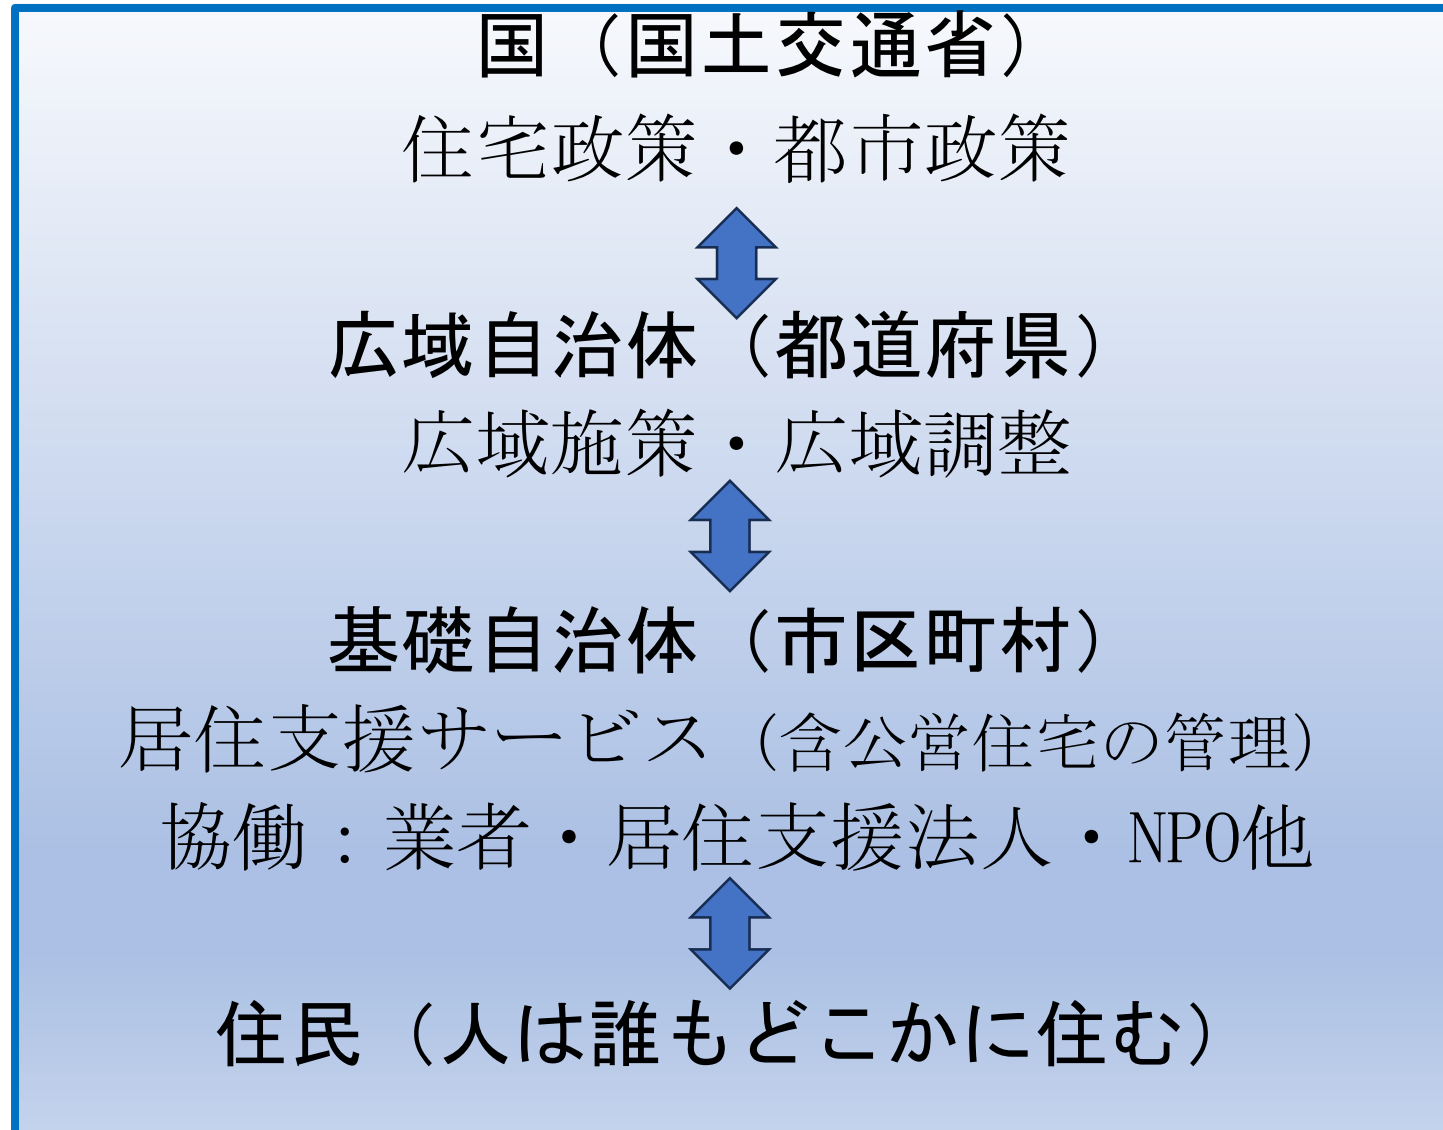 国（国土交通省）
住宅政策・都市政策
広域自治体（都道府県）
広域施策・広域調整
基礎自治体（市区町村）
居住支援サービス（含公営住宅の管理）
協働：業者・居住支援法人・NPO他
住民（人は誰もどこかに住む）